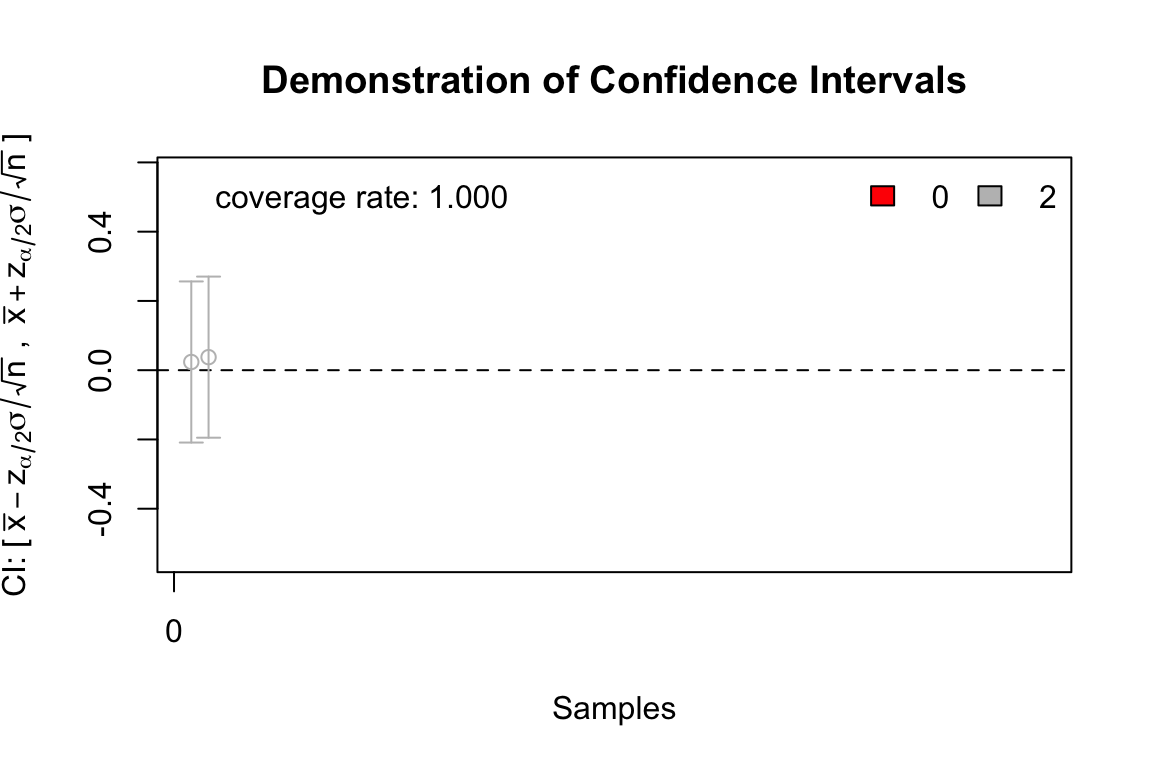 Demonstration of Confidence Intervals
coverage rate: 1.000
0
2
CI: [ x̄ − z_{α/2}σ/√n , x̄ + z_{α/2}σ/√n ]
0.4
0.0
-0.4
0
Samples